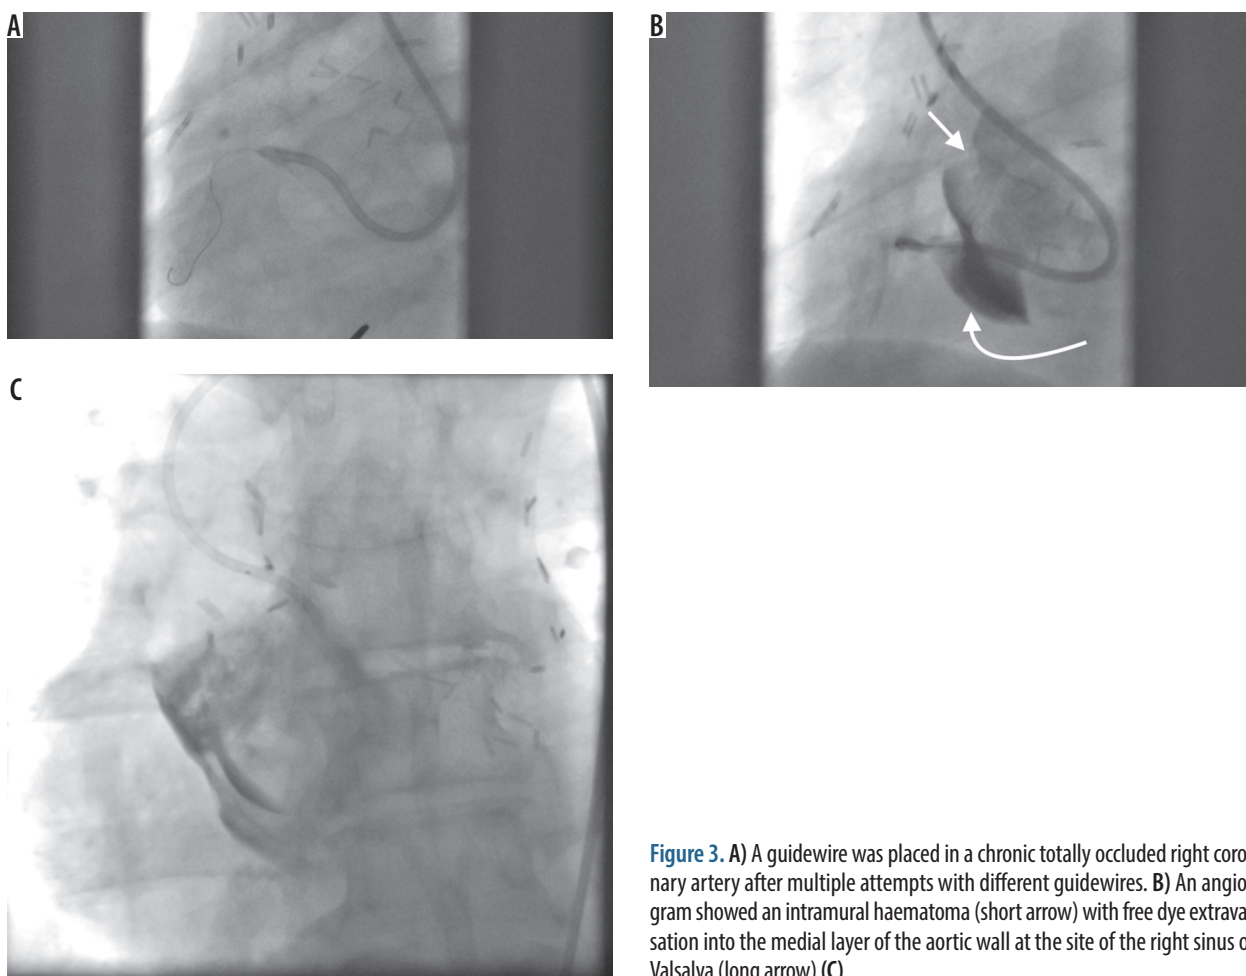 A
B
C
Figure 3. A) A guidewire was placed in a chronic totally occluded right coro
nary artery after multiple attempts with different guidewires. B) An angio
gram showed an intramural haematoma (short arrow) with free dye extrava
sation into the medial layer of the aortic wall at the site of the right sinus o
Valsalva (long arrow) (C)